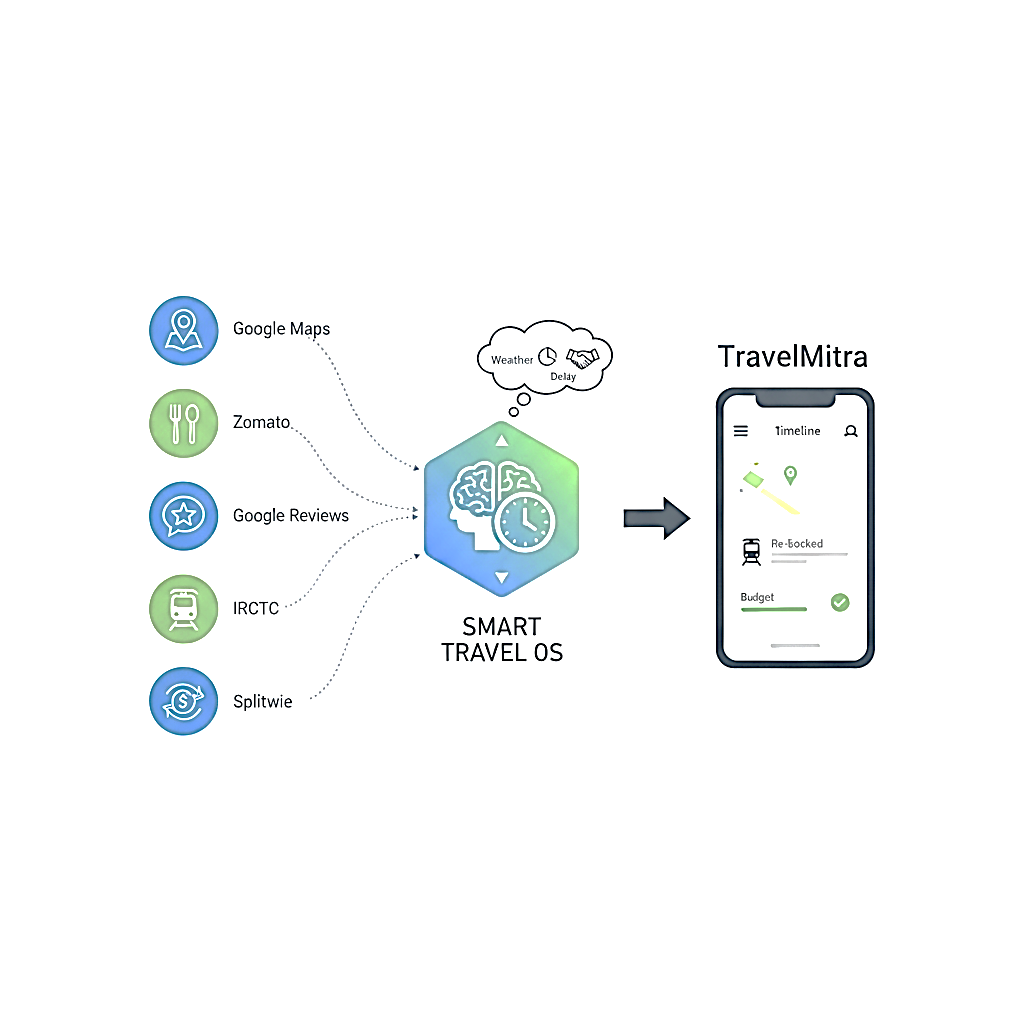 Google Maps
Zomato
Google Reviews
IRCTC
Splitwie
Weather
Delay
SMART
TRAVEL OS
TravelMitra
Timeline
Re-Bocked
Budget